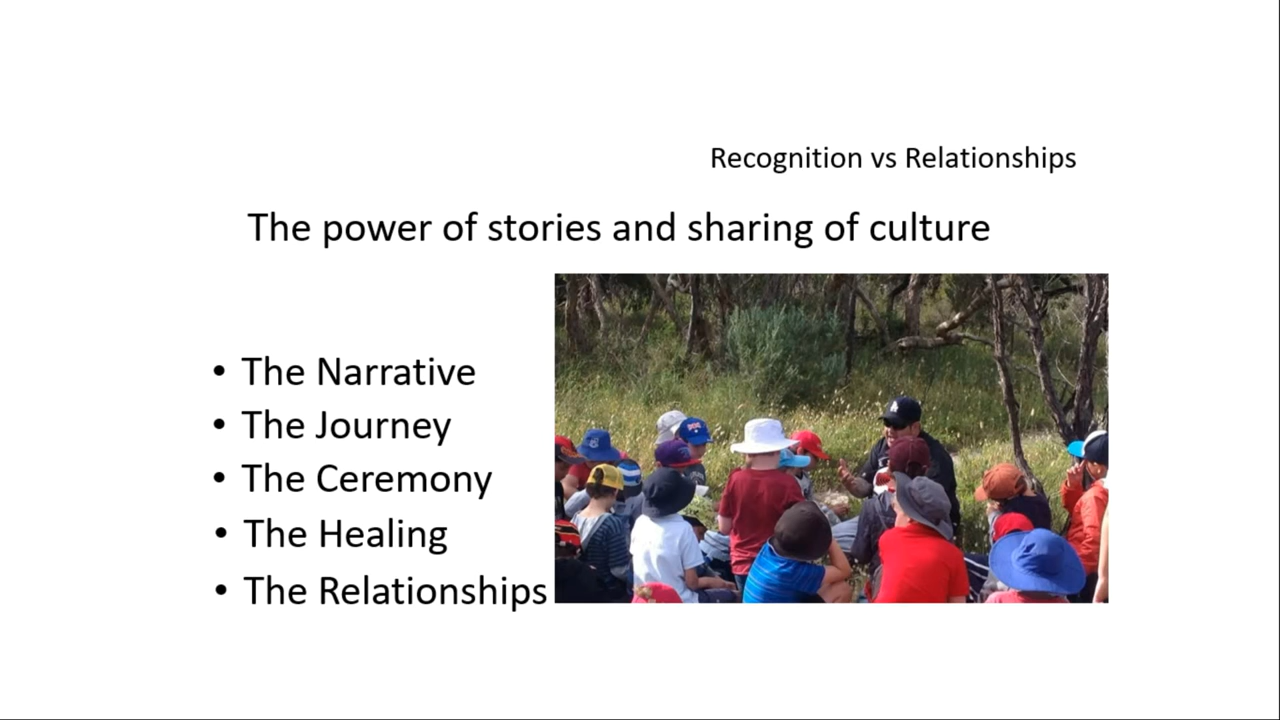 Recognition vs Relationships
The power of stories and sharing of culture
• The Narrative
• The Journey
• The Ceremony
• The Healing
• The Relationships